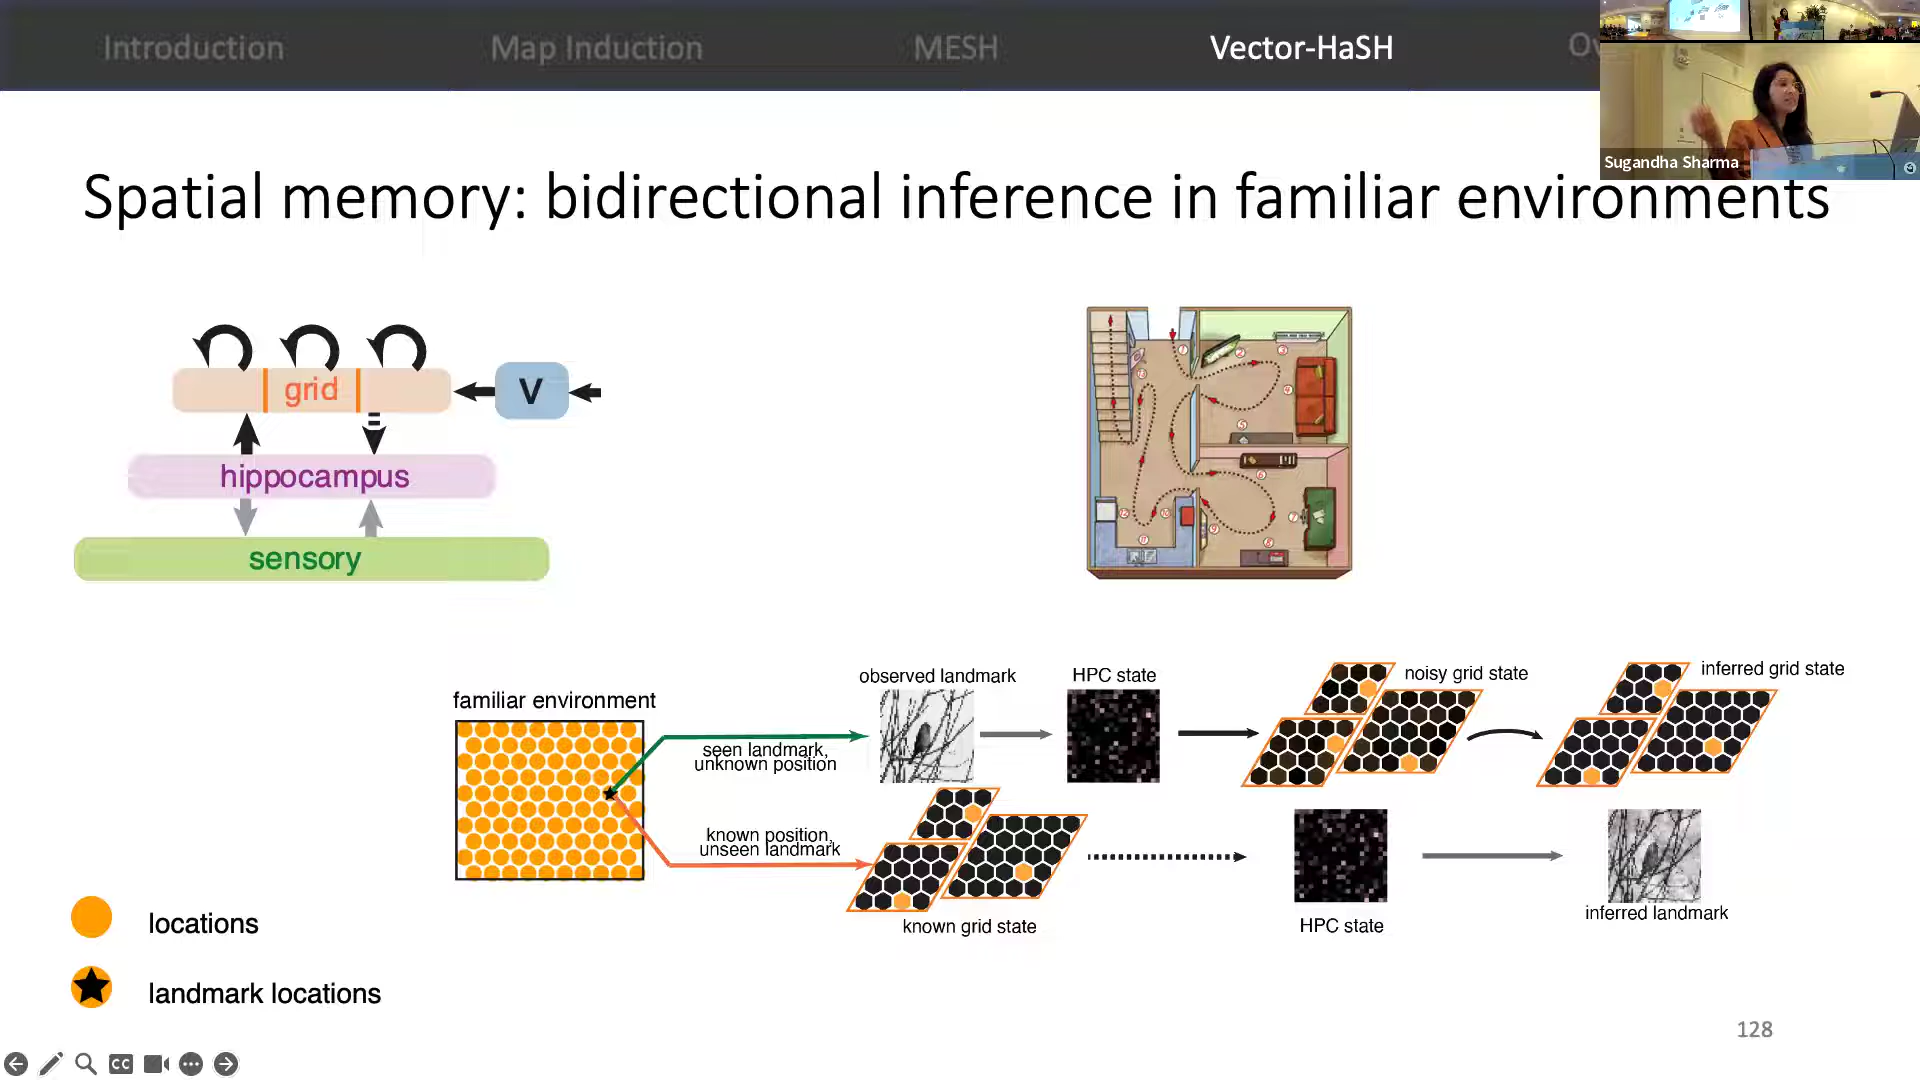 Introduction
Map Induction
MESH
Vector-HaSH
Sugandha Sharma
Spatial memory: bidirectional inference in familiar environments
grid
V
hippocampus
sensory
familiar environment
seen landmark,
unknown position
known position,
unseen landmark
observed landmark
HPC state
noisy grid state
inferred grid state
known grid state
HPC state
inferred landmark
locations
landmark locations
128
CC